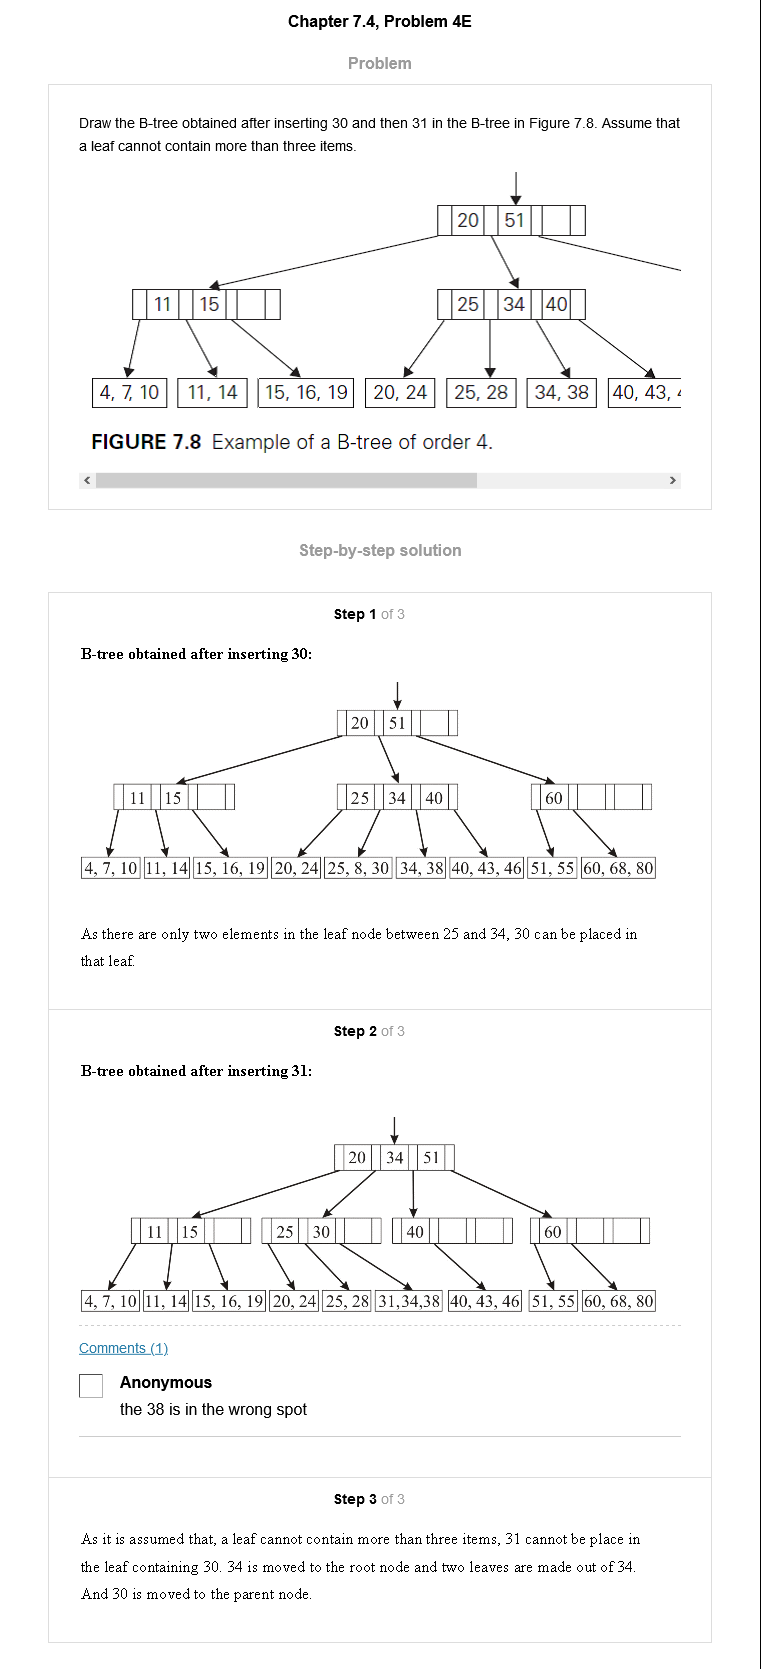 Chapter 7.4, Problem 4E
Problem
Draw the B-tree obtained after inserting 30 and then 31 in the B-tree in Figure 7.8. Assume that
a leaf cannot contain more than three items.
20 51
11 15 25 34 40
4, 7, 10 11, 14 15, 16, 19 20, 24 25, 28 34, 38 40, 43,
FIGURE 7.8 Example of a B-tree of order 4.
Step-by-step solution
Step 1 of 3
B-tree obtained after inserting 30:
20 51
11 15 25 34 40 60
4, 7, 10 11, 14 15, 16, 19 20, 24 25, 8, 30 34, 38 40, 43, 46 51, 55 60, 68, 80
As there are only two elements in the leaf node between 25 and 34, 30 can be placed in
that leaf.
Step 2 of 3
B-tree obtained after inserting 31:
20 34 51
11 15 25 30 40 60
4, 7, 10 11, 14 15, 16, 19 20, 24 25, 28 31,34,38 40, 43, 46 51, 55 60, 68, 80
Comments (1)
Anonymous
the 38 is in the wrong spot
Step 3 of 3
As it is assumed that, a leaf cannot contain more than three items, 31 cannot be place in
the leaf containing 30. 34 is moved to the root node and two leaves are made out of 34.
And 30 is moved to the parent node.